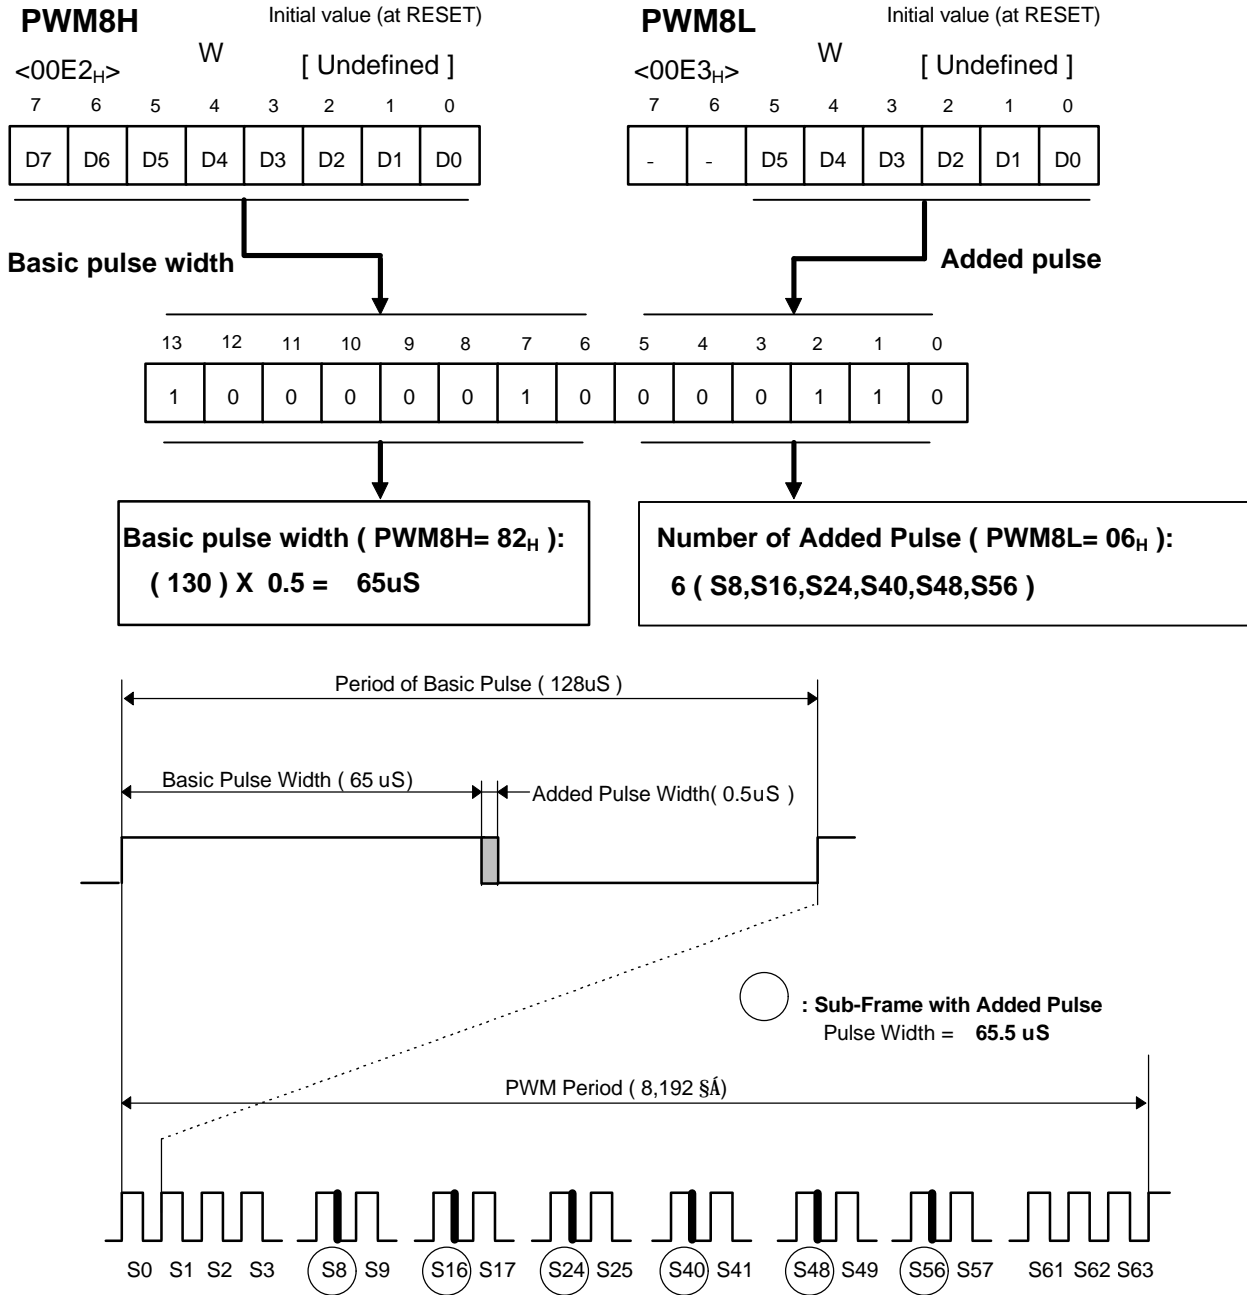 PWM8H Initial value (at RESET) PWM8L Initial value (at RESET)
<00E2H> W [ Undefined ] <00E3H> W [ Undefined ]
7 6 5 4 3 2 1 0 7 6 5 4 3 2 1 0
D7 D6 D5 D4 D3 D2 D1 D0 - - D5 D4 D3 D2 D1 D0
Basic pulse width Added pulse
13 12 11 10 9 8 7 6 5 4 3 2 1 0
1 0 0 0 0 0 1 0 0 0 0 1 1 0
Basic pulse width ( PWM8H= 82H ): Number of Added Pulse ( PWM8L= 06H ):
( 130 ) X 0.5 = 65uS 6 ( S8,S16,S24,S40,S48,S56 )
Period of Basic Pulse ( 128uS )
Basic Pulse Width ( 65 uS) Added Pulse Width( 0.5uS )
: Sub-Frame with Added Pulse
Pulse Width = 65.5 uS
PWM Period ( 8,192 §Á)
S0 S1 S2 S3 S8 S9 S16 S17 S24 S25 S40 S41 S48 S49 S56 S57 S61 S62 S63